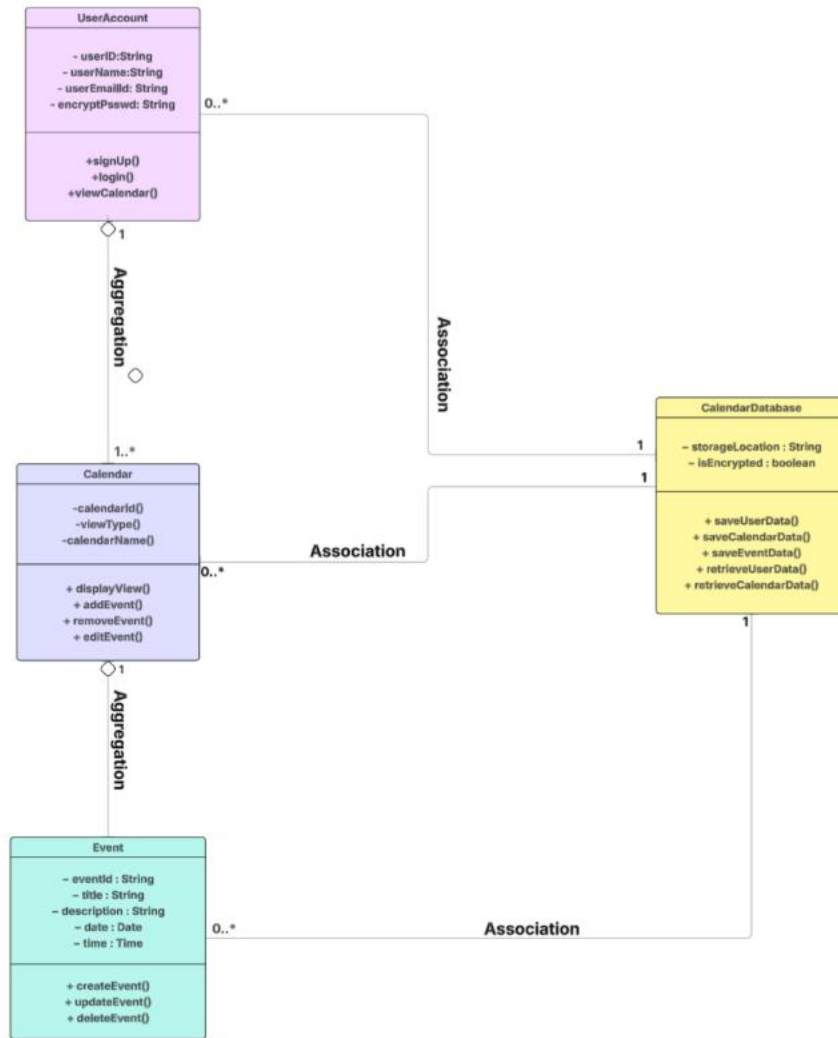 UserAccount
- userID:String
- userName:String
- userEmailId: String
- encryptPsswd: String
+signUp()
+login()
+viewCalendar()
0..*
1
Aggregation
1..*
Association
Calendar
-calendarId()
-viewType()
-calendarName()
+ displayView()
+ addEvent()
+ removeEvent()
+ editEvent()
0..*
Association
1
1
CalendarDatabase
– storageLocation : String
– isEncrypted : boolean
+ saveUserData()
+ saveCalendarData()
+ saveEventData()
+ retrieveUserData()
+ retrieveCalendarData()
1
1
Aggregation
Event
– eventId : String
– title : String
– description : String
– date : Date
– time : Time
+ createEvent()
+ updateEvent()
+ deleteEvent()
0..*
Association